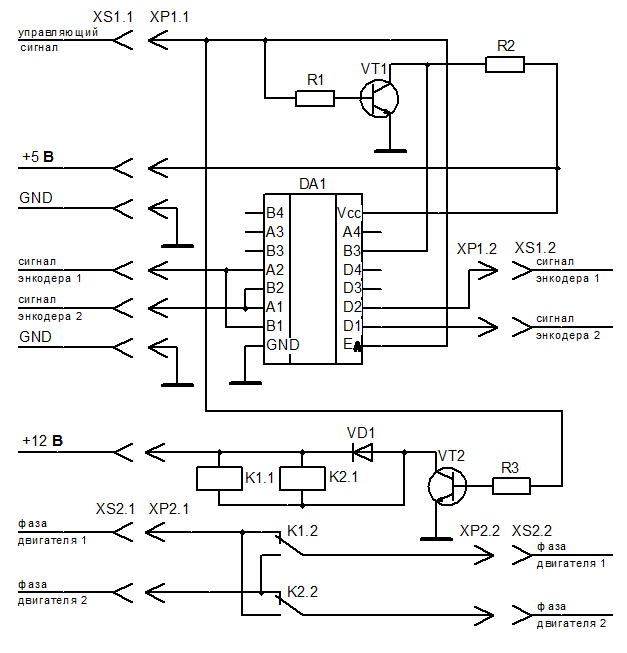 XS1.1 XP1.1
управляющий
сигнал
R2
VT1
R1
+5 В
DA1
GND
B4 Vcc
A3 A4
B3 B3
XP1.2 XS1.2
сигнал
энкодера 1
A2 D4
B2 D3
сигнал
энкодера 1
сигнал
энкодера 2
A1 D2
B1 D1
сигнал
энкодера 2
GND
GND
+12 В
VD1
VT2
R3
K1.1
K2.1
XS2.1 XP2.1
фаза
двигателя 1
K1.2
XP2.2 XS2.2
фаза
двигателя 1
фаза
двигателя 2
K2.2
фаза
двигателя 2